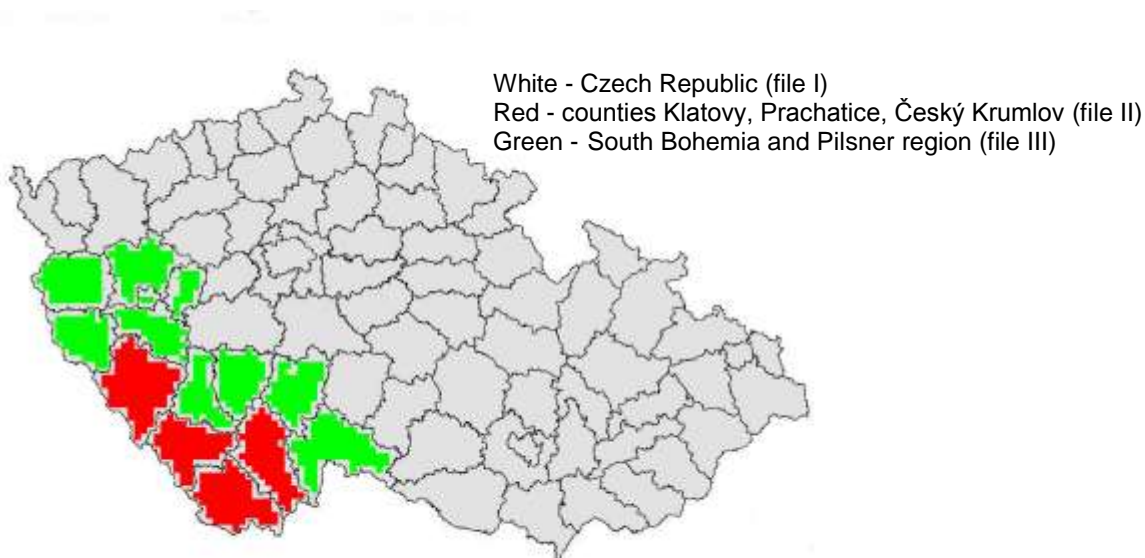 White - Czech Republic (file I)
Red - counties Klatovy, Prachatice, Český Krumlov (file II)
Green - South Bohemia and Pilsner region (file III)